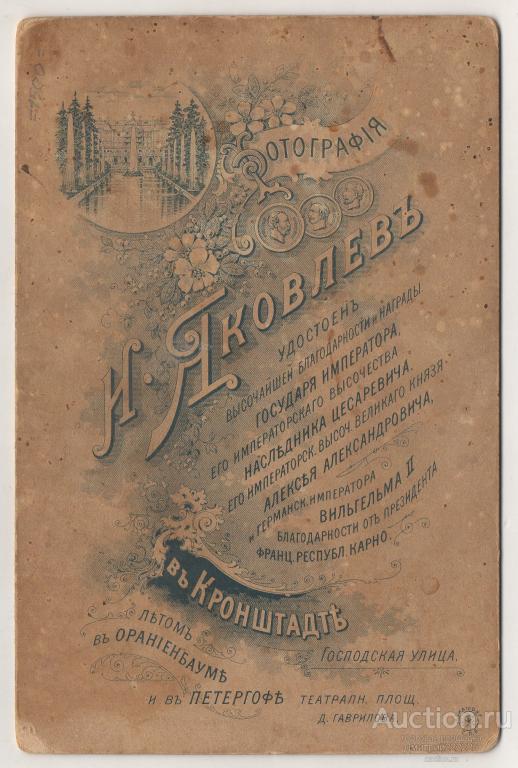 Фотографія
Н. Яковлевъ
удостоенъ
высочайшей благодарности и награды
Государя Императора,
его императорскаго высочества
Наслѣдника Цесаревича.
его императорск. высоч. великаго князя
Алексѣя Александровича,
и германск. императора
Вильгельма II
благодарности отъ президента
франц. республ. Карно.
въ Кронштадтѣ
Господская улица.
лѣтомъ
въ Ораніенбаумѣ
и въ Петергофѣ
театралн. площ.
д. Гаврилова
Auction.ru